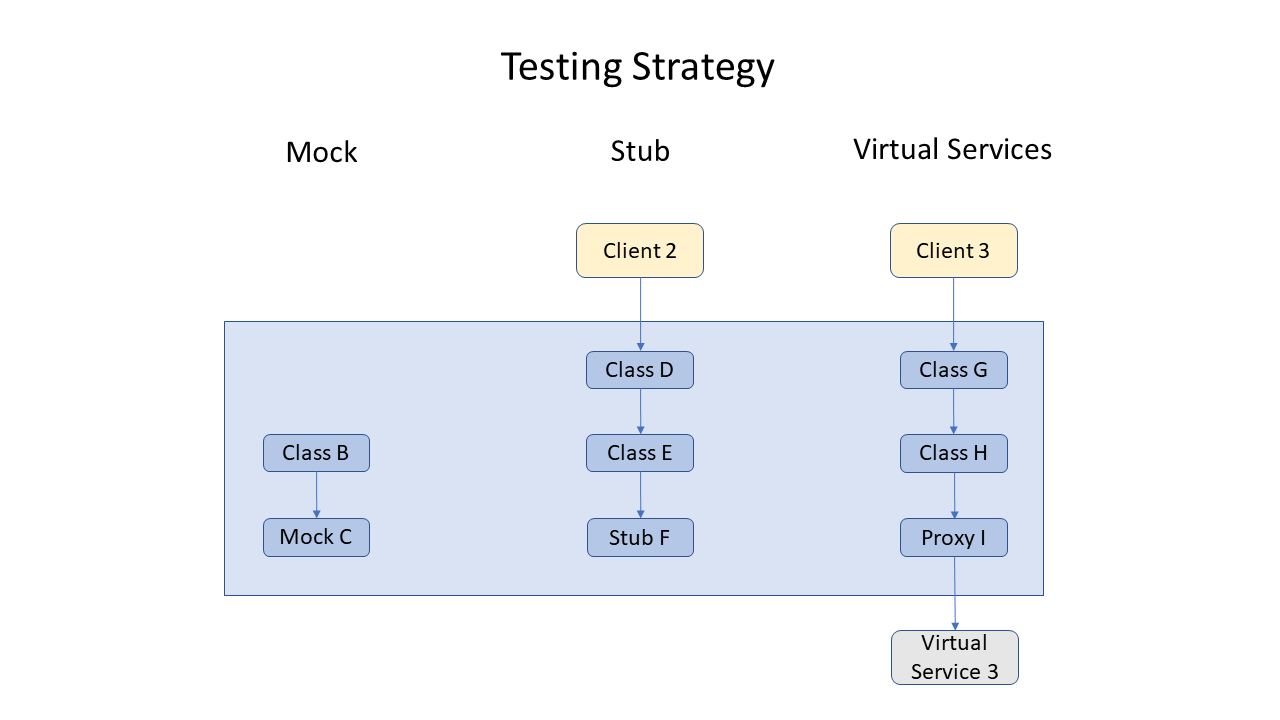 Testing Strategy
Mock
Stub
Virtual Services
Client 2
Client 3
Class D
Class G
Class B
Class E
Class H
Mock C
Stub F
Proxy I
Virtual
Service 3